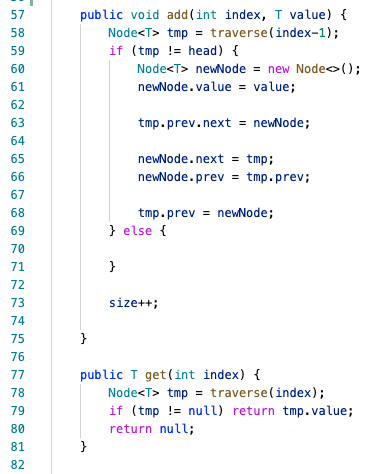 57 public void add(int index, T value) {
58 Node<T> tmp = traverse(index-1);
59 if (tmp != head) {
60 Node<T> newNode = new Node<>();
61 newNode.value = value;
62
63 tmp.prev.next = newNode;
64
65 newNode.next = tmp;
66 newNode.prev = tmp.prev;
67
68 tmp.prev = newNode;
69 } else {
70
71 }
72
73 size++;
74
75 }
76
77 public T get(int index) {
78 Node<T> tmp = traverse(index);
79 if (tmp != null) return tmp.value;
80 return null;
81 }
82